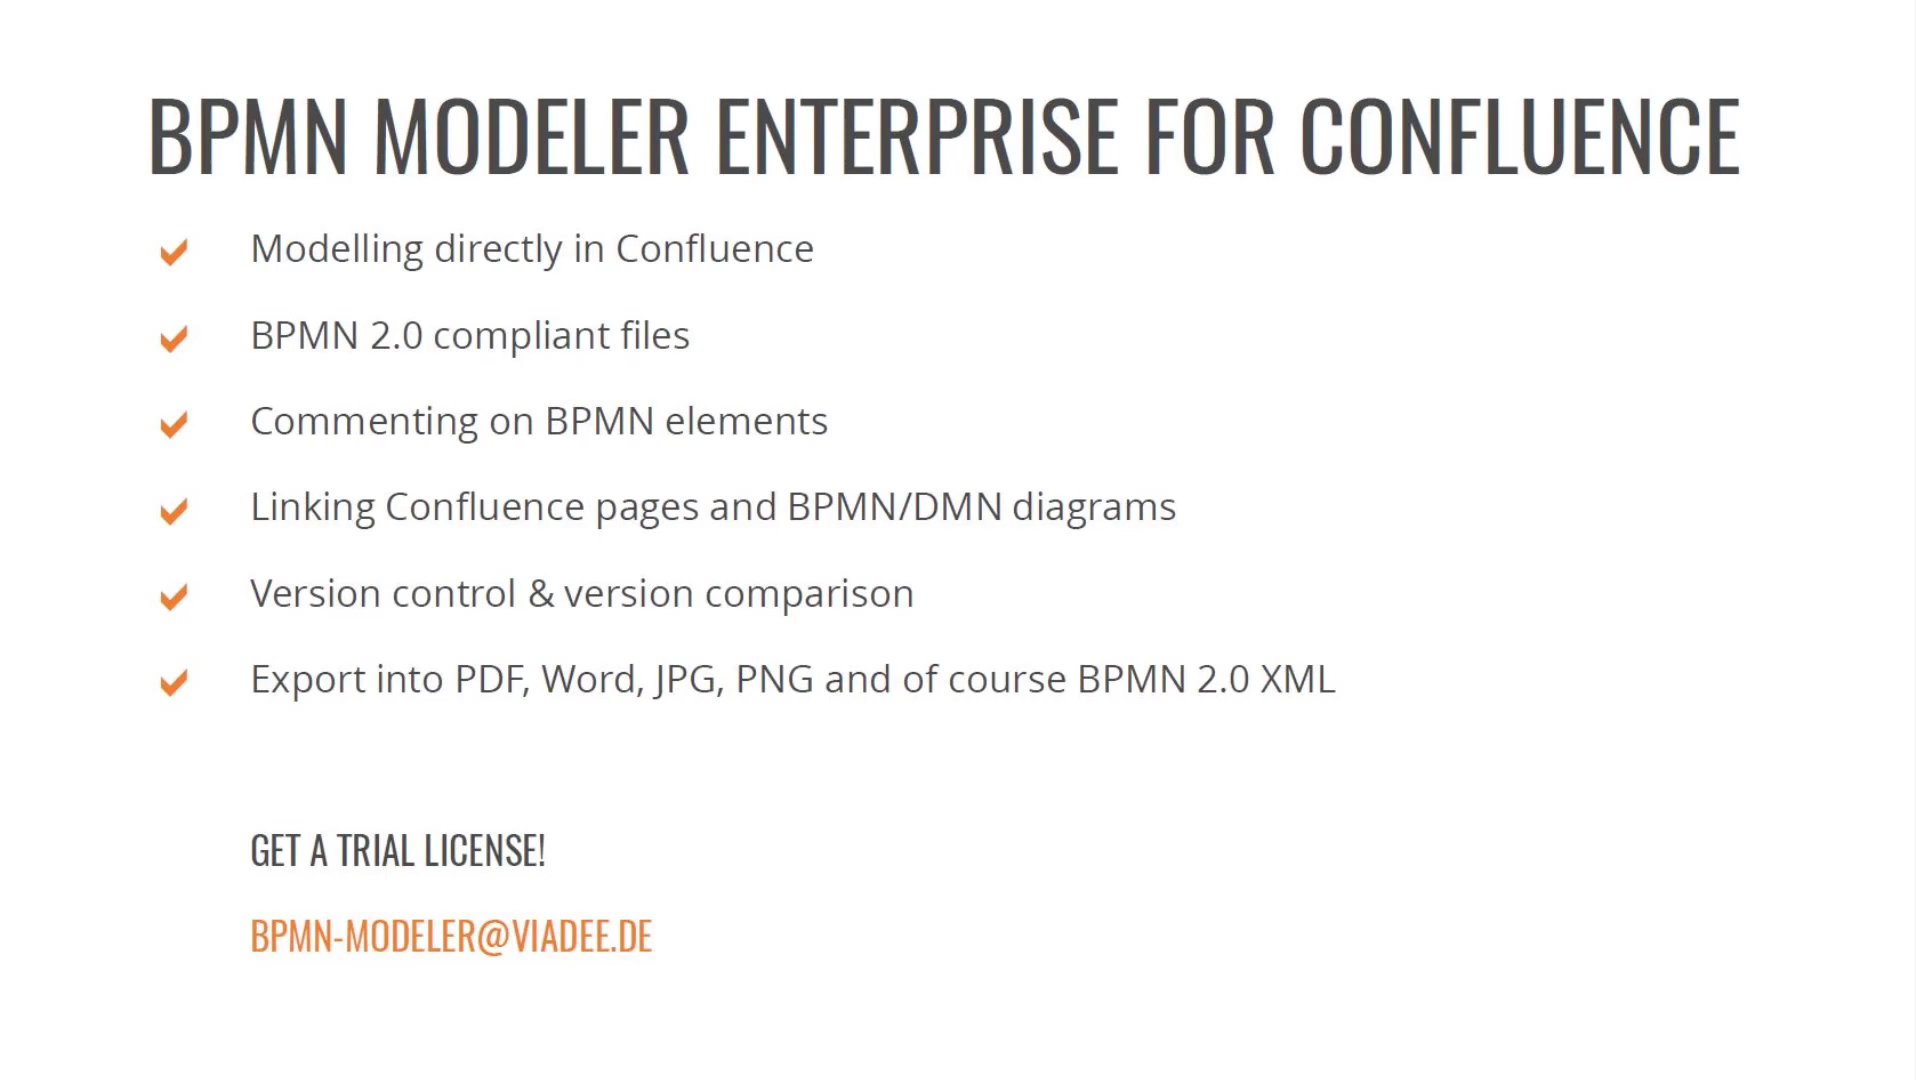 BPMN MODELER ENTERPRISE FOR CONFLUENCE
Modelling directly in Confluence
BPMN 2.0 compliant files
Commenting on BPMN elements
Linking Confluence pages and BPMN/DMN diagrams
Version control & version comparison
Export into PDF, Word, JPG, PNG and of course BPMN 2.0 XML
GET A TRIAL LICENSE!
BPMN-MODELER@VIADEE.DE